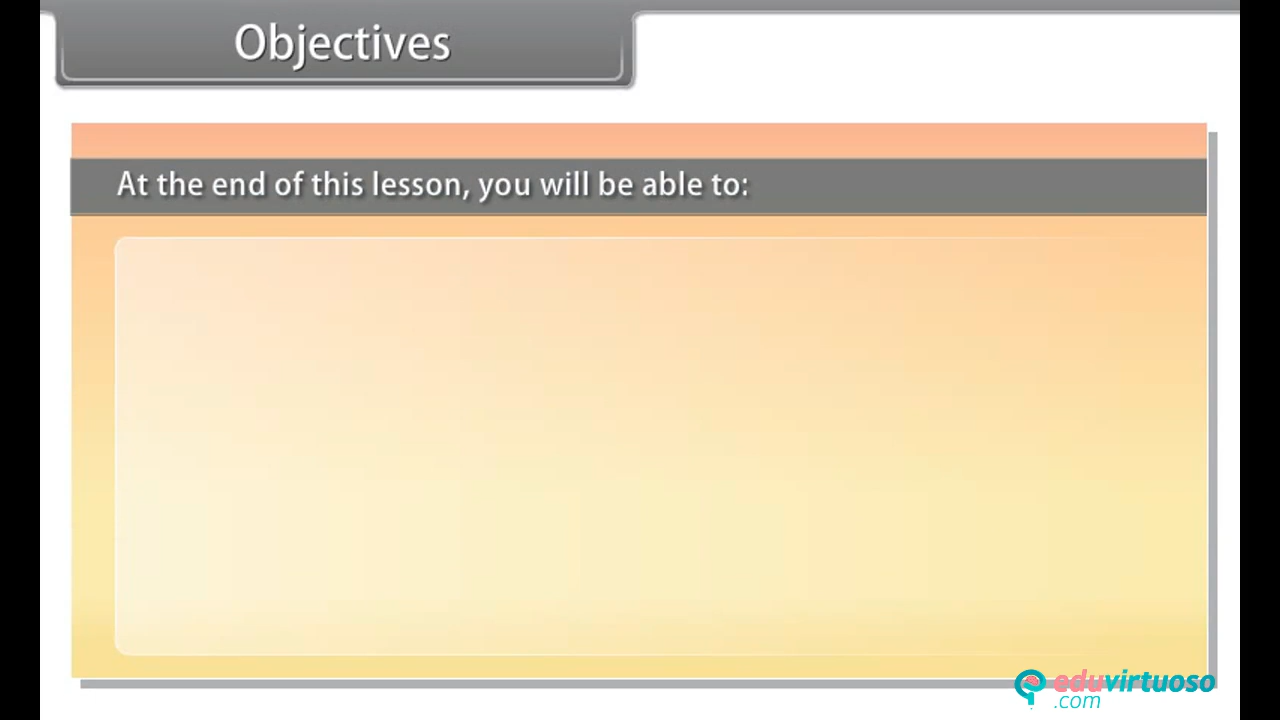 Objectives
At the end of this lesson, you will be able to:
eduvirtuoso
.com